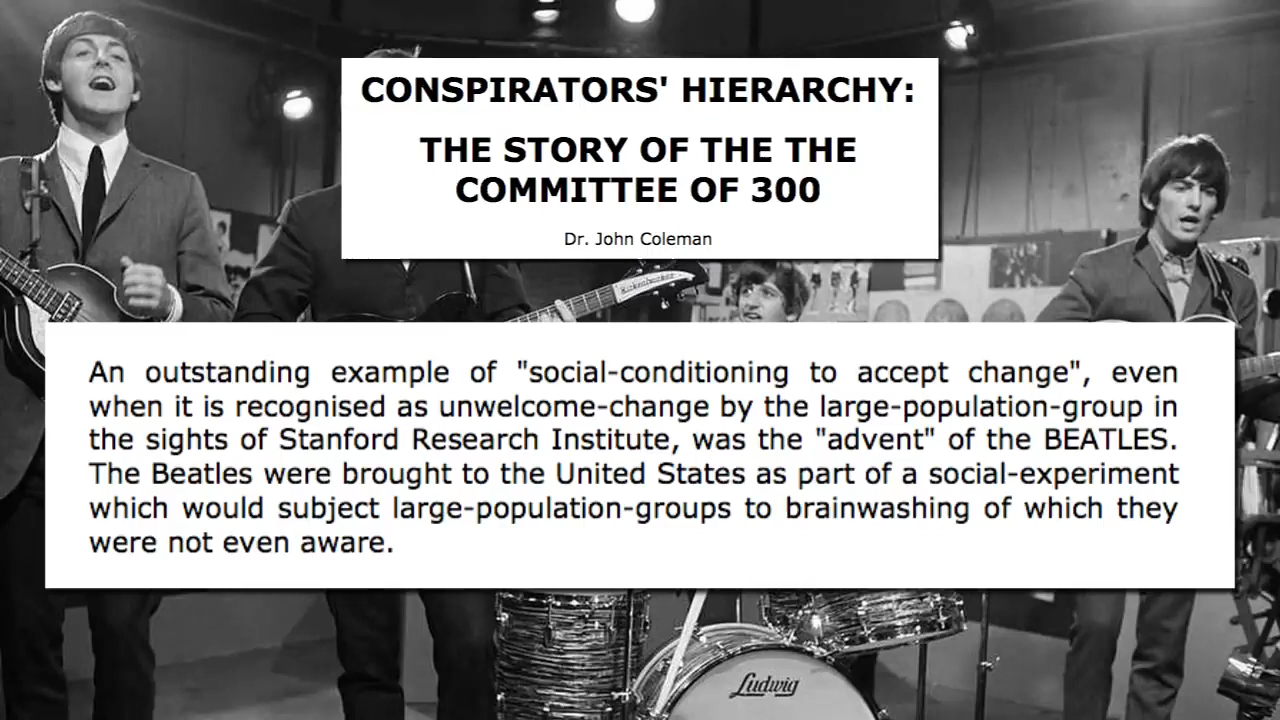 CONSPIRATORS' HIERARCHY:
THE STORY OF THE THE
COMMITTEE OF 300
Dr. John Coleman
Rickenbacker
An outstanding example of "social-conditioning to accept change", even
when it is recognised as unwelcome-change by the large-population-group in
the sights of Stanford Research Institute, was the "advent" of the BEATLES.
The Beatles were brought to the United States as part of a social-experiment
which would subject large-population-groups to brainwashing of which they
were not even aware.
Ludwig